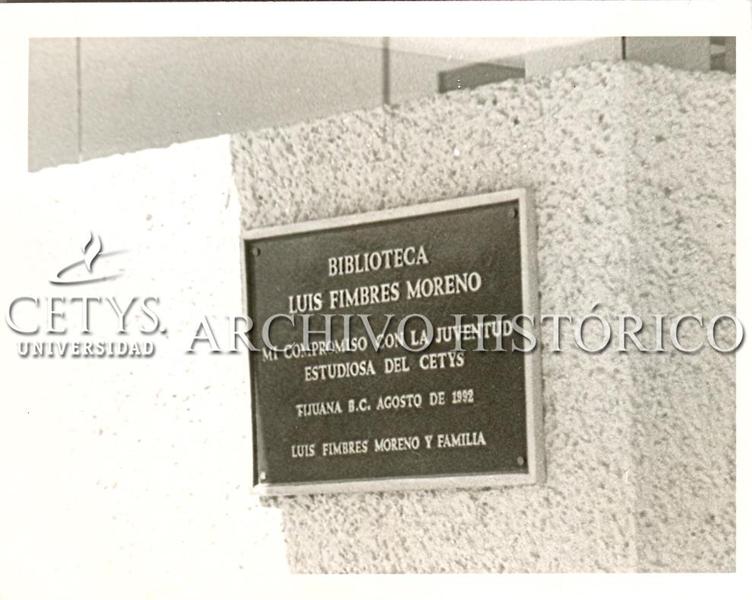 BIBLIOTECA
LUIS FIMBRES MORENO
MI COMPROMISO CON LA JUVENTUD
ESTUDIOSA DEL CETYS
TIJUANA B.C. AGOSTO DE 1992
LUIS FIMBRES MORENO Y FAMILIA
CETYS
UNIVERSIDAD
ARCHIVO HISTÓRICO